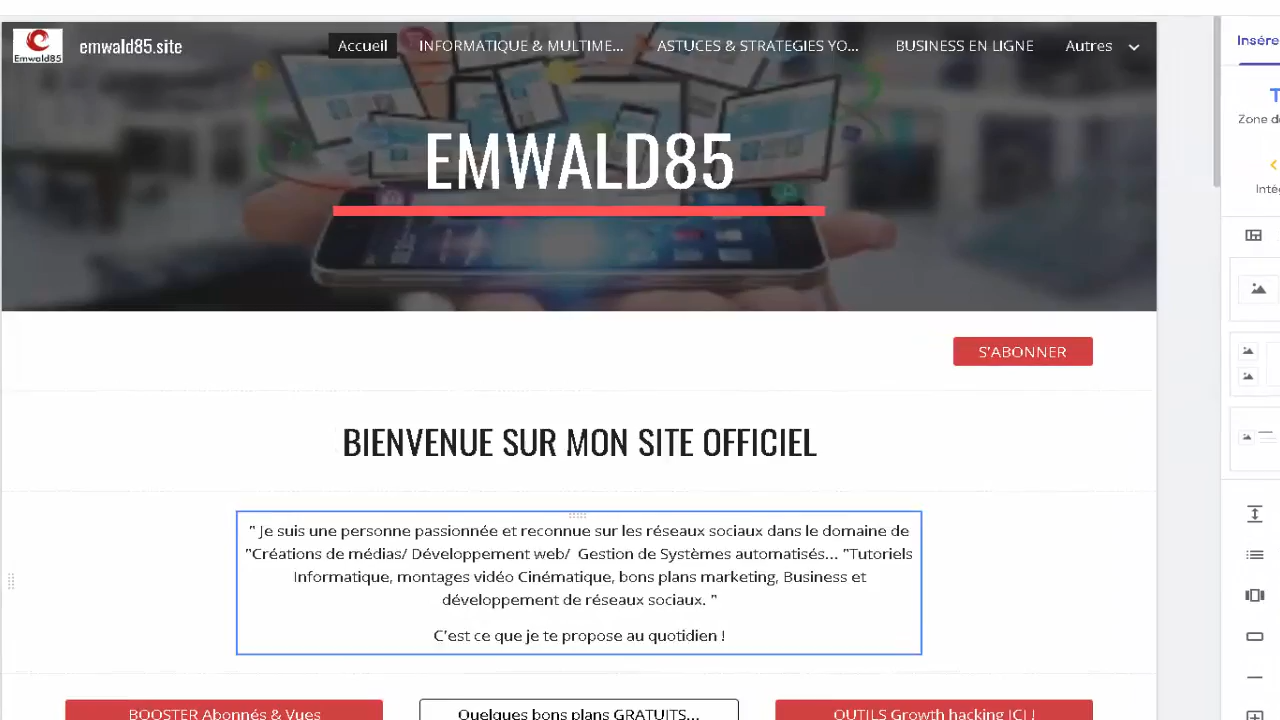 Emwald85
emwald85.site
Accueil
INFORMATIQUE & MULTIME...
ASTUCES & STRATEGIES YO...
BUSINESS EN LIGNE
Autres
EMWALD85
S'ABONNER
BIENVENUE SUR MON SITE OFFICIEL
" Je suis une personne passionnée et reconnue sur les réseaux sociaux dans le domaine de
"Créations de médias/ Développement web/ Gestion de Systèmes automatisés... "Tutoriels
Informatique, montages vidéo Cinématique, bons plans marketing, Business et
développement de réseaux sociaux. "
C'est ce que je te propose au quotidien !
BOOSTER Abonnés & Vues
Quelques bons plans GRATUITS...
OUTILS Growth hacking ICI !
Insére
Zone d
Intég